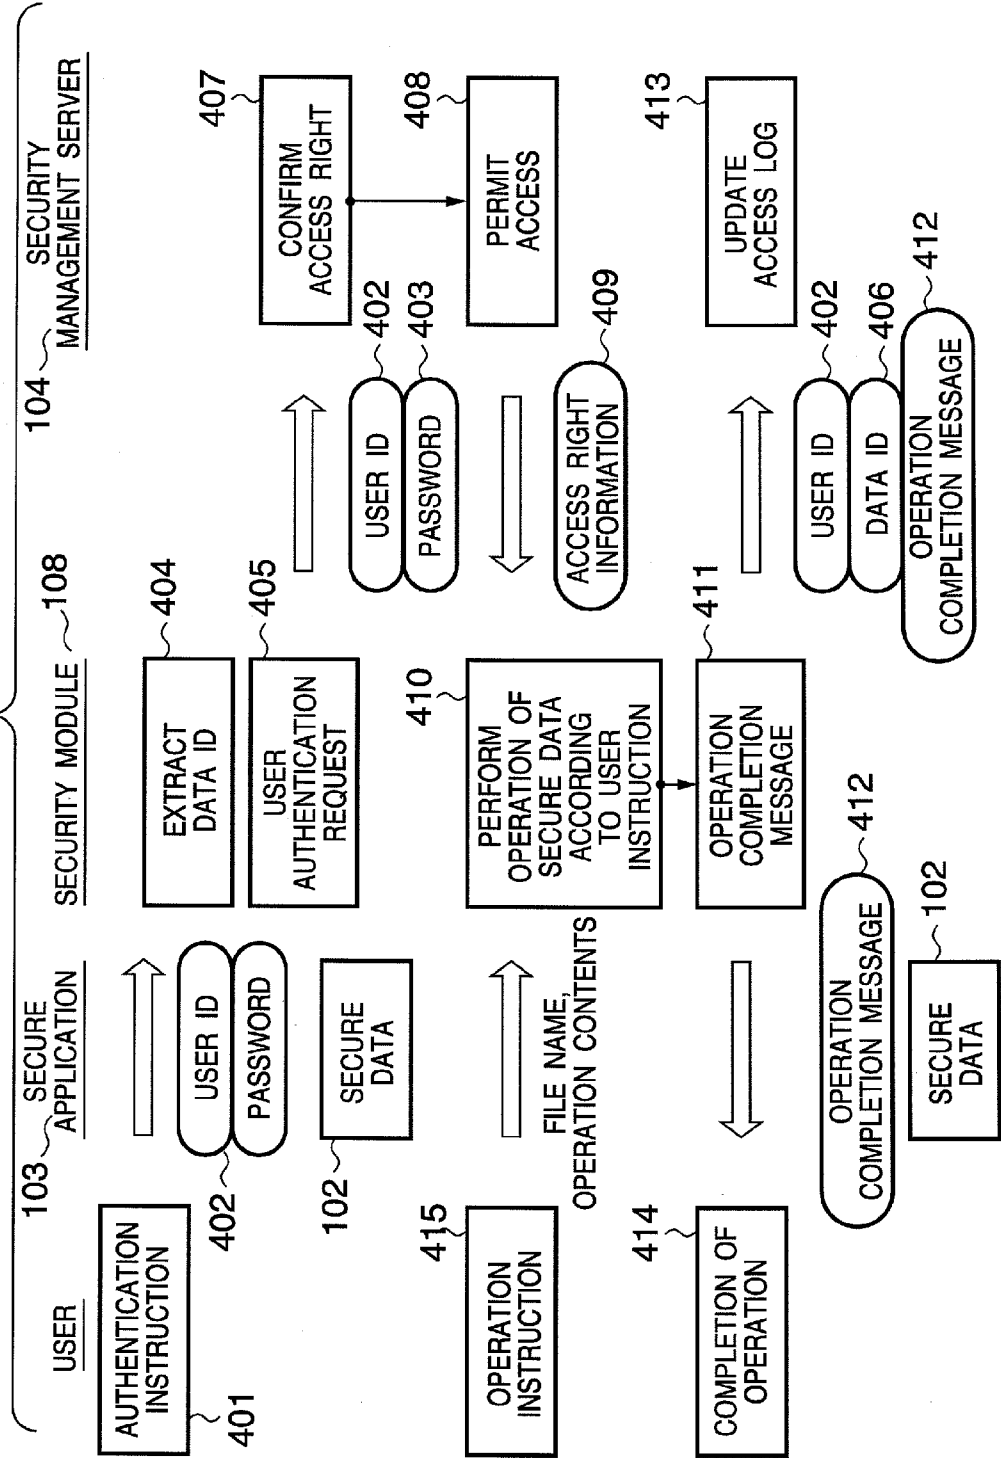 USER
103
SECURE
APPLICATION
SECURITY MODULE
108
104
SECURITY
MANAGEMENT SERVER
AUTHENTICATION
INSTRUCTION
401
USER ID
PASSWORD
402
SECURE
DATA
102
EXTRACT
DATA ID
404
USER
AUTHENTICATION
REQUEST
405
USER ID
402
PASSWORD
403
CONFIRM
ACCESS RIGHT
407
PERMIT
ACCESS
408
ACCESS RIGHT
INFORMATION
409
OPERATION
INSTRUCTION
415
FILE NAME,
OPERATION CONTENTS
PERFORM
OPERATION OF
SECURE DATA
ACCORDING
TO USER
INSTRUCTION
410
OPERATION
COMPLETION
MESSAGE
411
COMPLETION OF
OPERATION
414
OPERATION
COMPLETION MESSAGE
412
SECURE
DATA
102
USER ID
402
DATA ID
406
OPERATION
COMPLETION MESSAGE
412
UPDATE
ACCESS LOG
413